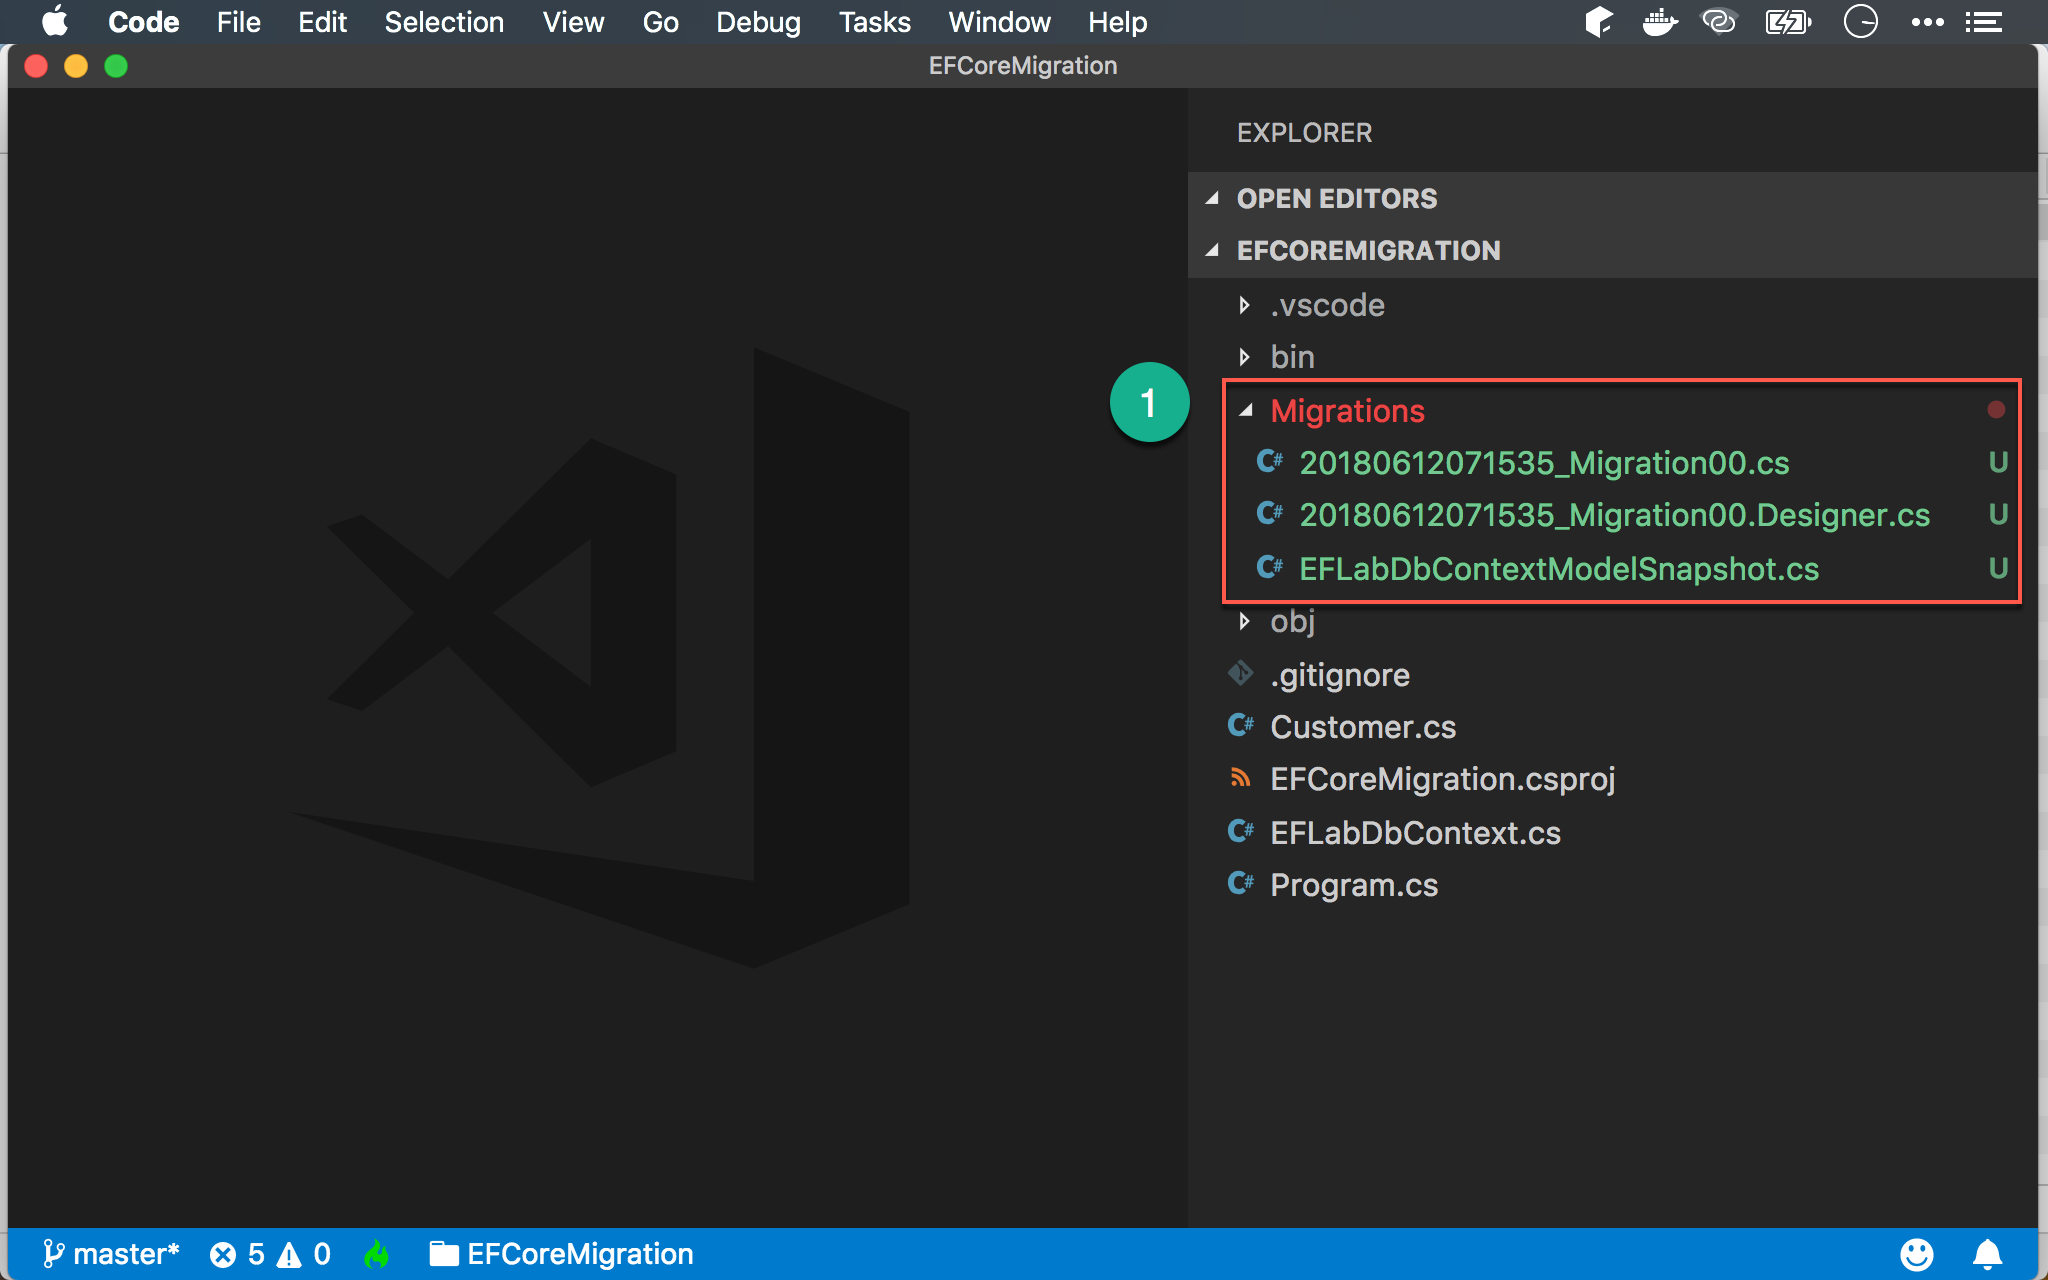 Code File Edit Selection View Go Debug Tasks Window Help
EFCoreMigration
EXPLORER
OPEN EDITORS
EFCOREMIGRATION
.vscode
bin
1
Migrations
C# 20180612071535_Migration00.cs U
C# 20180612071535_Migration00.Designer.cs U
C# EFLabDbContextModelSnapshot.cs U
obj
.gitignore
C# Customer.cs
EFCoreMigration.csproj
C# EFLabDbContext.cs
C# Program.cs
master* 5 0 EFCoreMigration